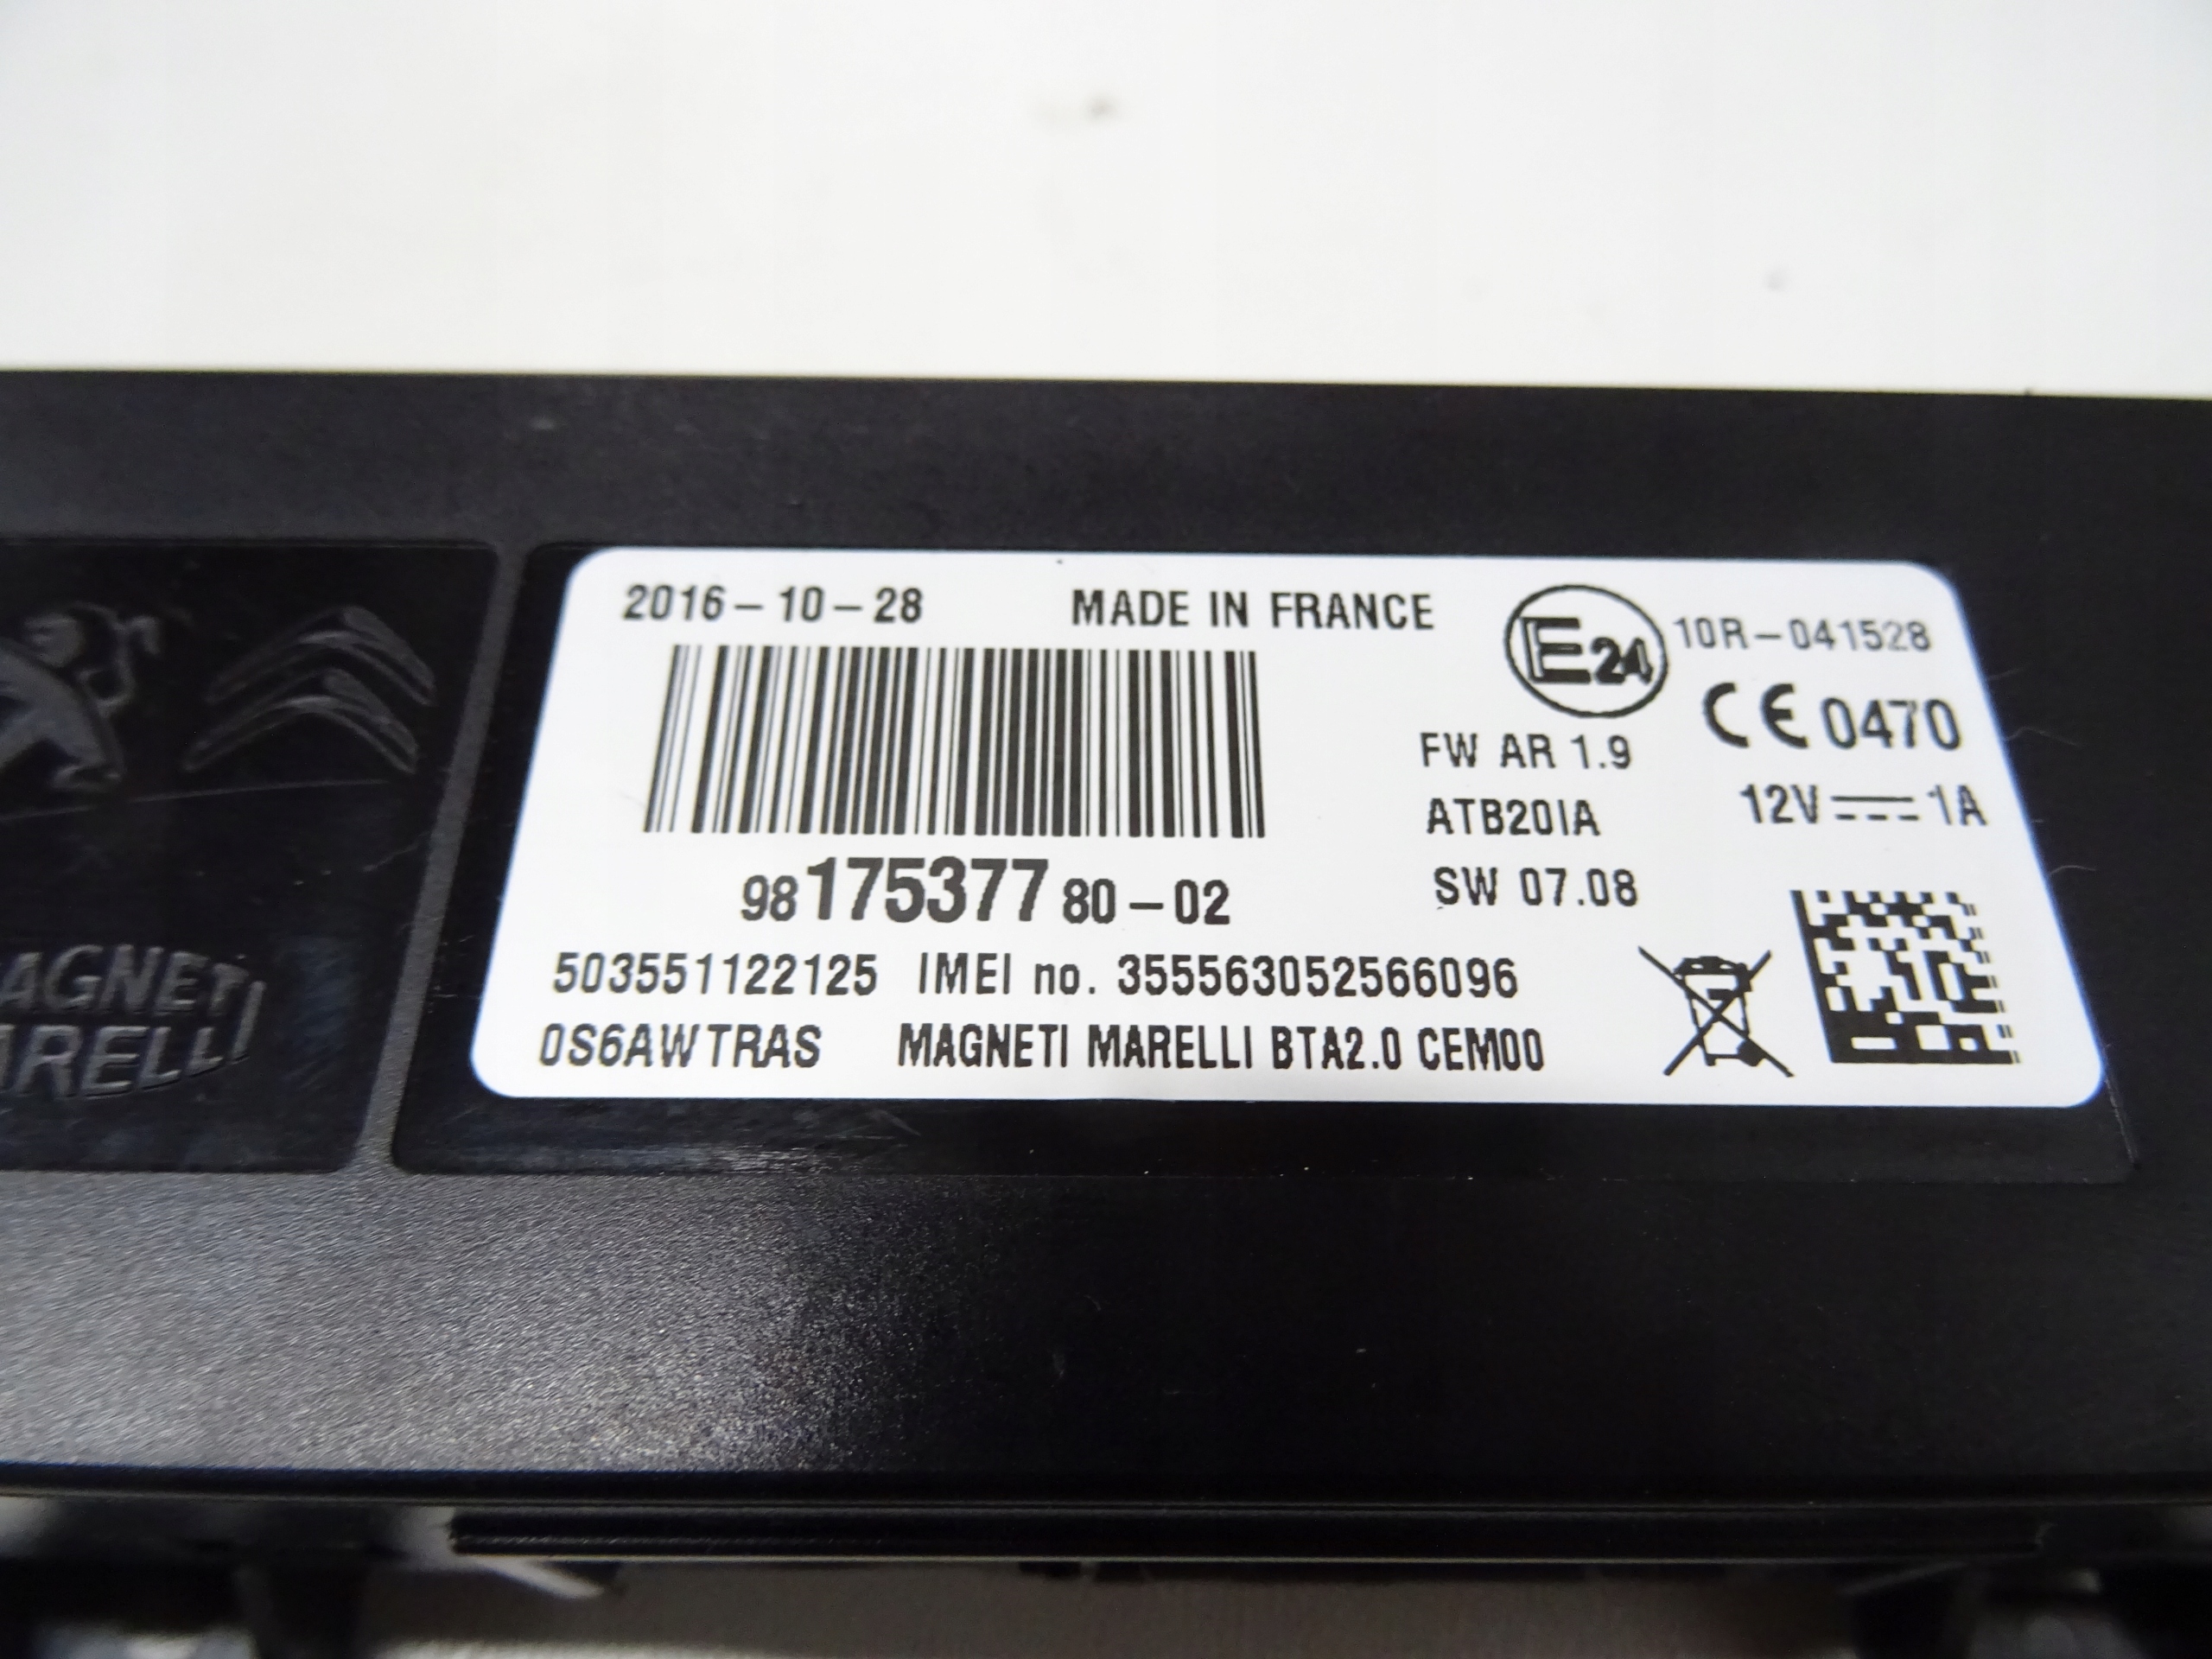 2016-10-28 MADE IN FRANCE
E24 10R-041528
CE 0470
FW AR 1.9
ATB20IA
12V 1A
9817537780-02
SW 07.08
503551122125 IMEI no. 355563052566096
0S6AWTRAS MAGNETI MARELLI BTA2.0 CEM00
AGNETI
ARELLI